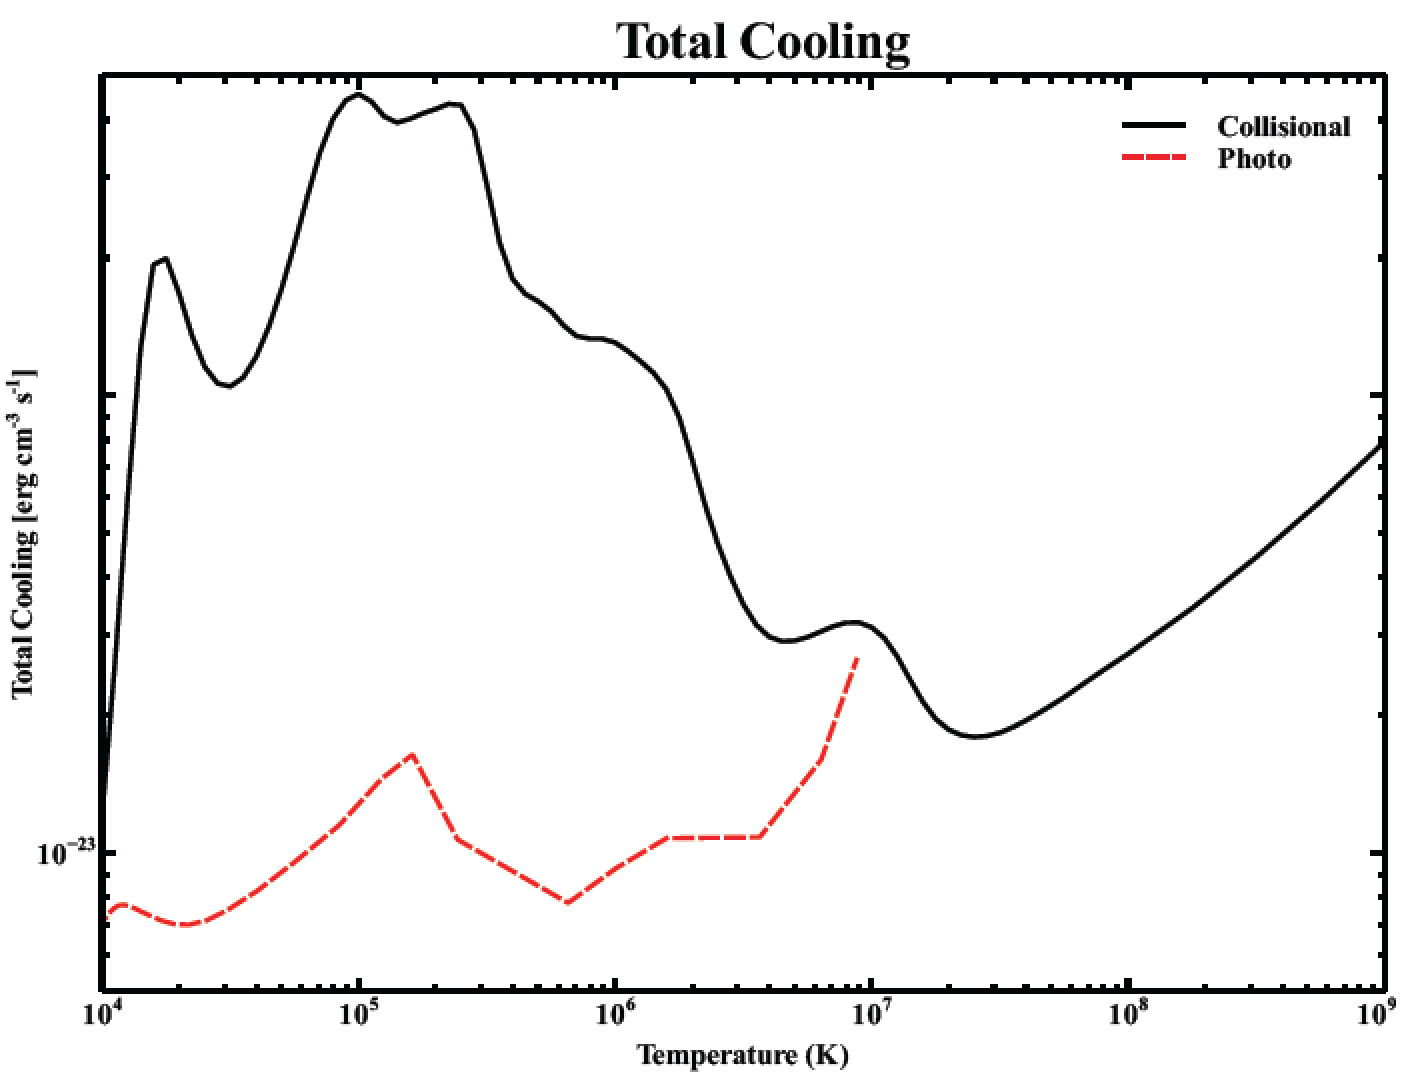 Total Cooling
Collisional
Photo
Total Cooling [erg cm⁻³ s⁻¹]
10⁻²³
10⁴ 10⁵ 10⁶ 10⁷ 10⁸ 10⁹
Temperature (K)